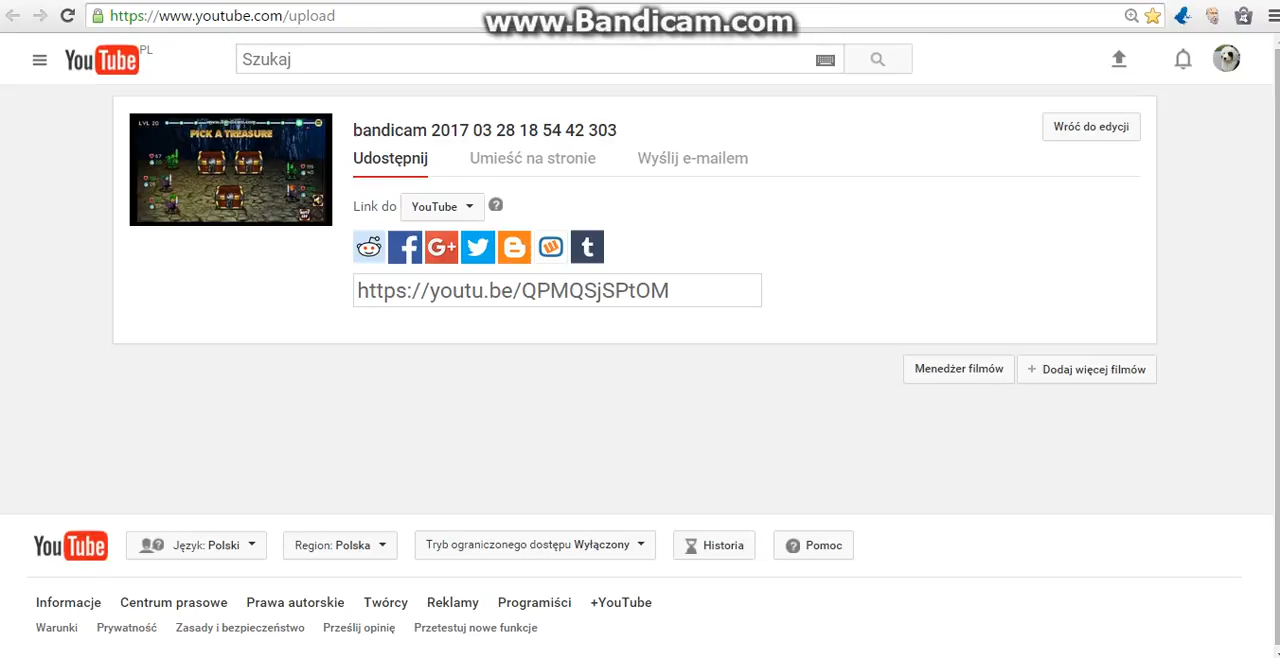 https://www.youtube.com/upload
www.Bandicam.com
YouTube PL
Szukaj
LVL 20
PICK A TREASURE
bandicam 2017 03 28 18 54 42 303
Wróć do edycji
Udostępnij Umieść na stronie Wyślij e-mailem
Link do YouTube ?
G+ t
https://youtu.be/QPMQSjSPtOM
Menedżer filmów + Dodaj więcej filmów
YouTube Język: Polski Region: Polska Tryb ograniczonego dostępu Wyłączony Historia ? Pomoc
Informacje Centrum prasowe Prawa autorskie Twórcy Reklamy Programiści +YouTube
Warunki Prywatność Zasady i bezpieczeństwo Prześlij opinię Przetestuj nowe funkcje